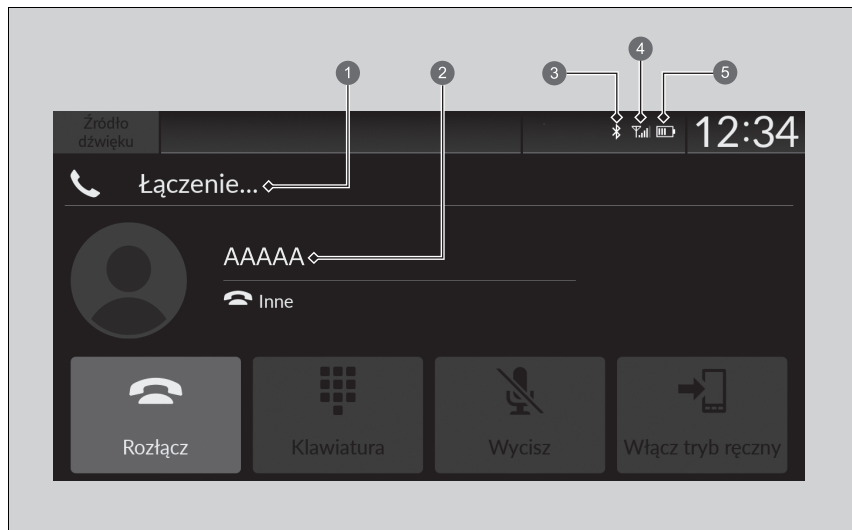 1 2 3 4 5
Źródło
dźwięku
12:34
Łączenie...
AAAAA
Inne
Rozłącz Klawiatura Wycisz Włącz tryb ręczny